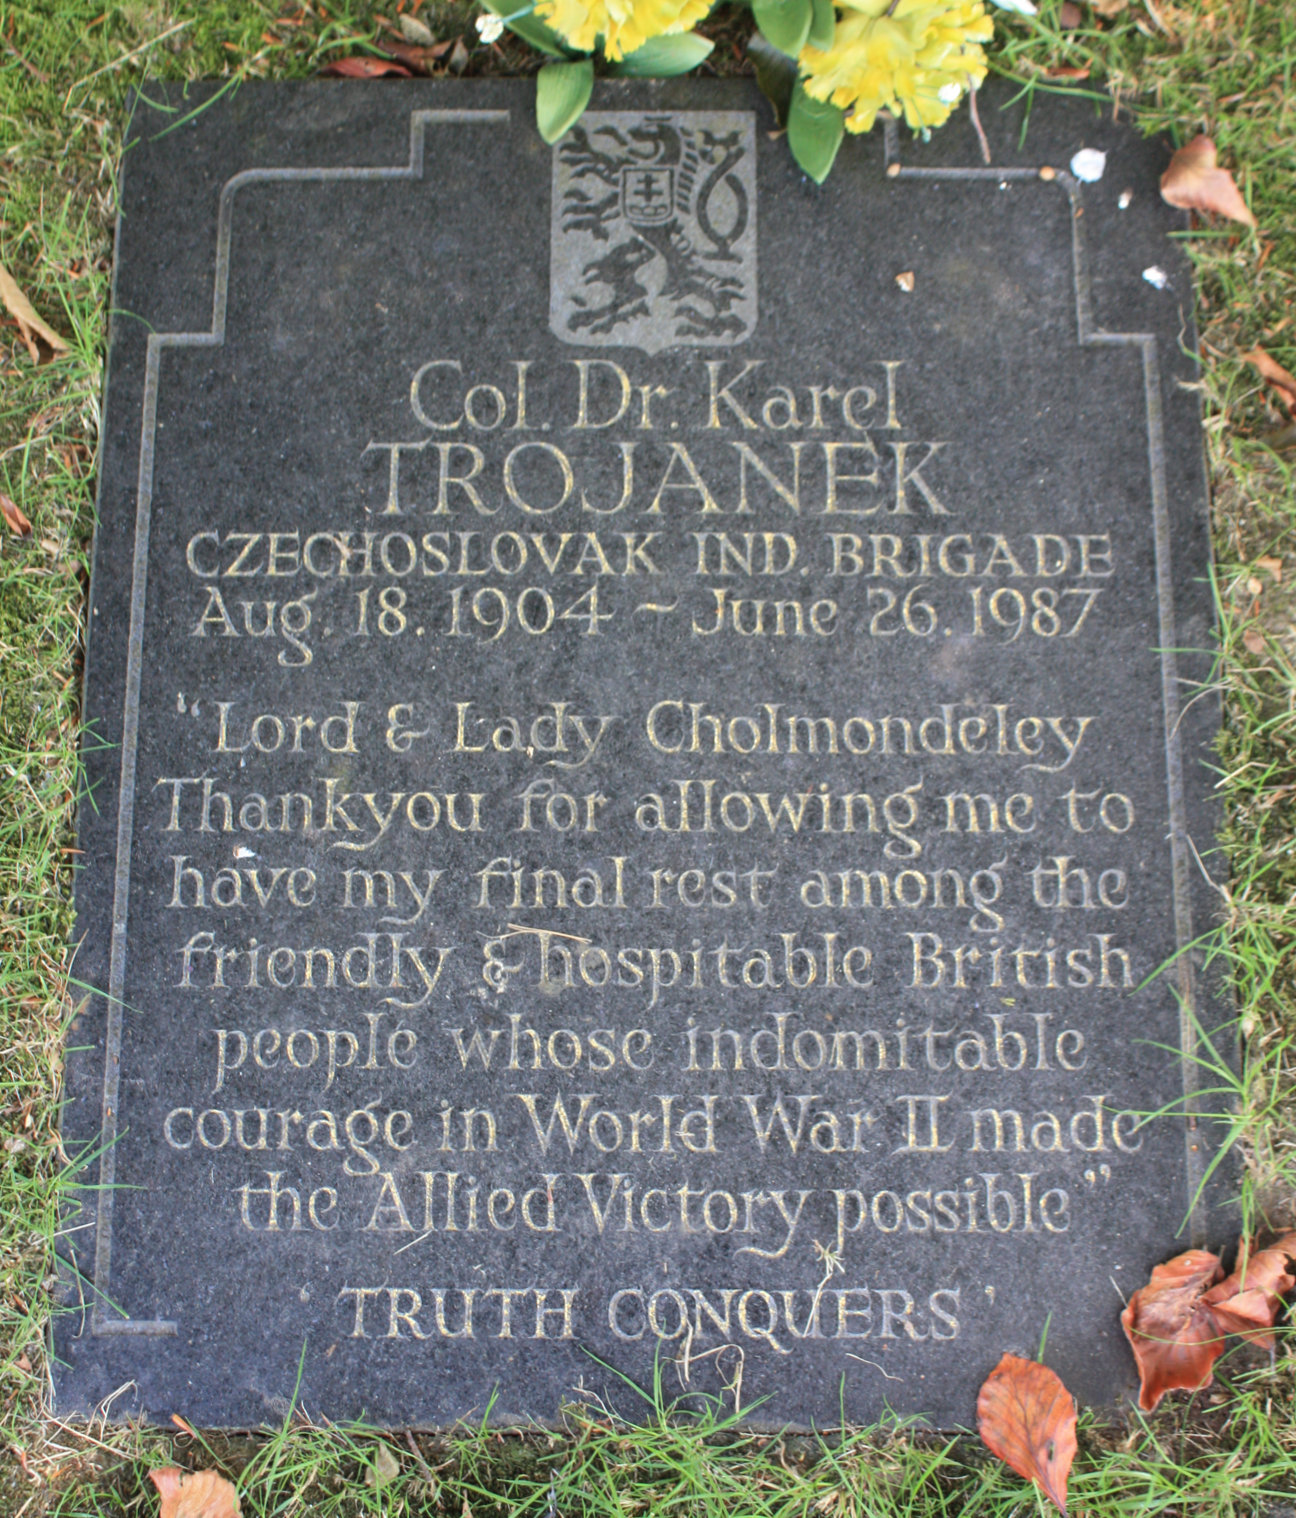 Col. Dr. Karel
TROJANEK
CZECHOSLOVAK IND. BRIGADE
Aug. 18. 1904 ~ June 26. 1987
“Lord & Lady Cholmondeley
Thankyou for allowing me to
have my final rest among the
friendly & hospitable British
people whose indomitable
courage in World War II made
the Allied Victory possible”
‘ TRUTH CONQUERS ’